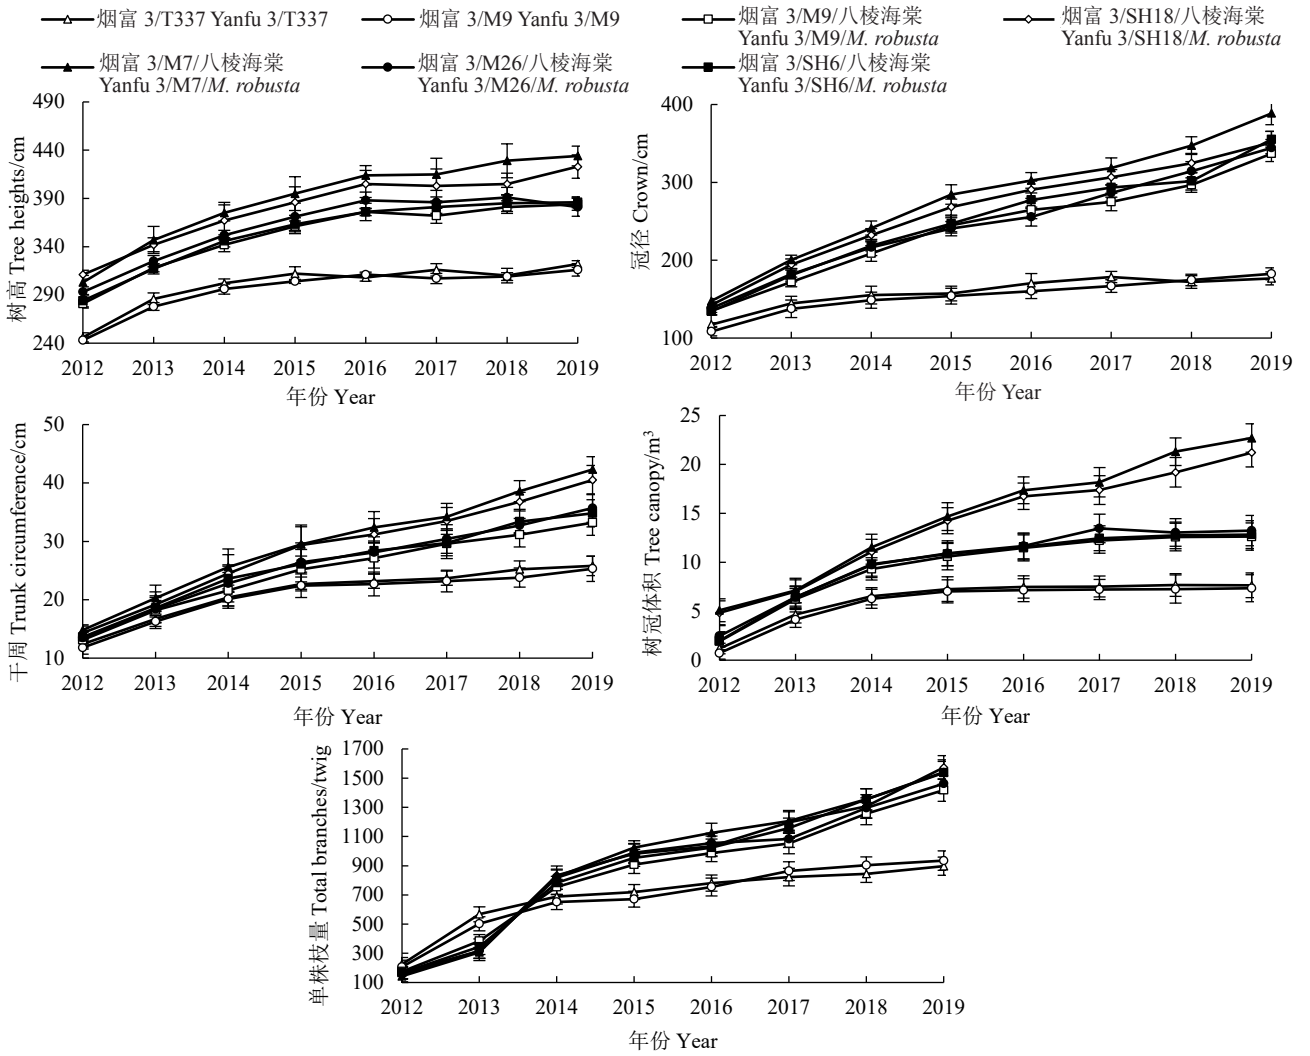 烟富 3/T337 Yanfu 3/T337
烟富 3/M9 Yanfu 3/M9
烟富 3/M9/八棱海棠
Yanfu 3/M9/M. robusta
烟富 3/SH18/八棱海棠
Yanfu 3/SH18/M. robusta
烟富 3/M7/八棱海棠
Yanfu 3/M7/M. robusta
烟富 3/M26/八棱海棠
Yanfu 3/M26/M. robusta
烟富 3/SH6/八棱海棠
Yanfu 3/SH6/M. robusta
树高 Tree heights/cm
490
440
390
340
290
240
2012 2013 2014 2015 2016 2017 2018 2019
年份 Year
冠径 Crown/cm
400
300
200
100
2012 2013 2014 2015 2016 2017 2018 2019
年份 Year
干周 Trunk circumference/cm
50
40
30
20
10
2012 2013 2014 2015 2016 2017 2018 2019
年份 Year
树冠体积 Tree canopy/m³
25
20
15
10
5
0
2012 2013 2014 2015 2016 2017 2018 2019
年份 Year
单株枝量 Total branches/twig
1700
1500
1300
1100
900
700
500
300
100
2012 2013 2014 2015 2016 2017 2018 2019
年份 Year